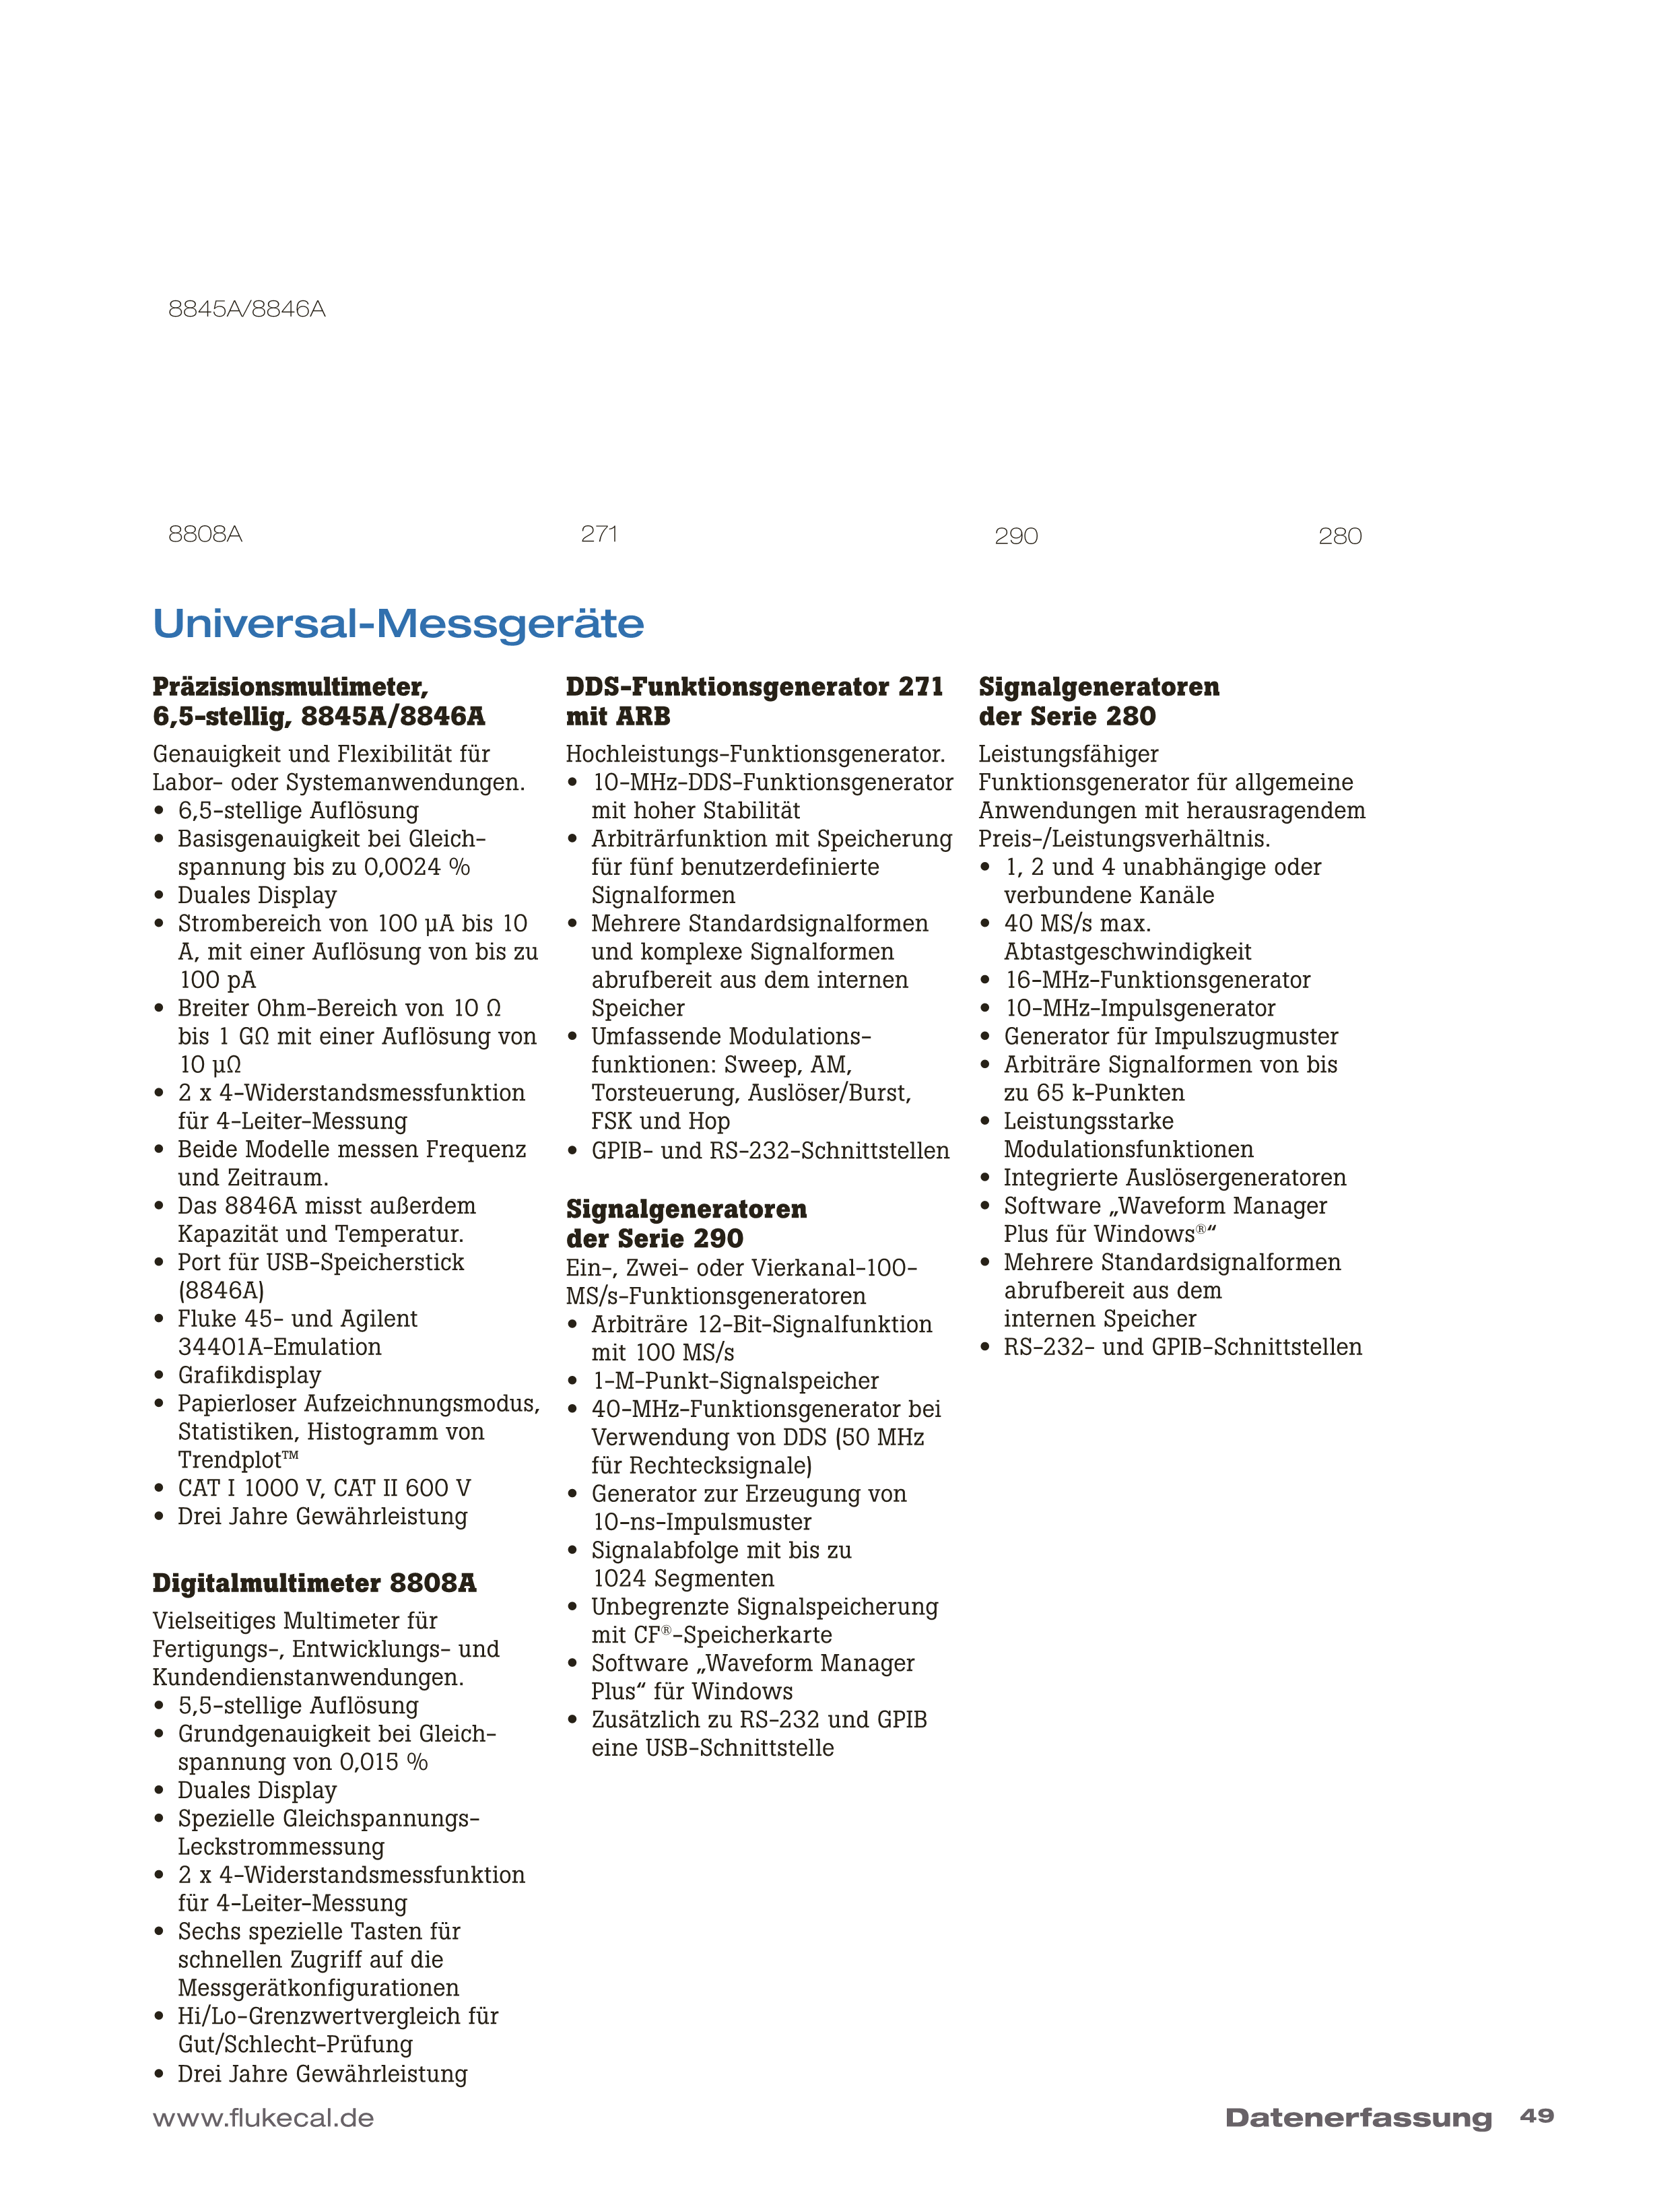 8845A/8846A
8808A
271
290
280
Universal-Messgeräte
Präzisionsmultimeter,
6,5-stellig, 8845A/8846A
Genauigkeit und Flexibilität für
Labor- oder Systemanwendungen.
• 6,5-stellige Auflösung
• Basisgenauigkeit bei Gleich-
spannung bis zu 0,0024 %
• Duales Display
• Strombereich von 100 µA bis 10
A, mit einer Auflösung von bis zu
100 pA
• Breiter Ohm-Bereich von 10 Ω
bis 1 GΩ mit einer Auflösung von
10 µΩ
• 2 x 4-Widerstandsmessfunktion
für 4-Leiter-Messung
• Beide Modelle messen Frequenz
und Zeitraum.
• Das 8846A misst außerdem
Kapazität und Temperatur.
• Port für USB-Speicherstick
(8846A)
• Fluke 45- und Agilent
34401A-Emulation
• Grafikdisplay
• Papierloser Aufzeichnungsmodus,
Statistiken, Histogramm von
Trendplot™
• CAT I 1000 V, CAT II 600 V
• Drei Jahre Gewährleistung
Digitalmultimeter 8808A
Vielseitiges Multimeter für
Fertigungs-, Entwicklungs- und
Kundendienstanwendungen.
• 5,5-stellige Auflösung
• Grundgenauigkeit bei Gleich-
spannung von 0,015 %
• Duales Display
• Spezielle Gleichspannungs-
Leckstrommessung
• 2 x 4-Widerstandsmessfunktion
für 4-Leiter-Messung
• Sechs spezielle Tasten für
schnellen Zugriff auf die
Messgerätkonfigurationen
• Hi/Lo-Grenzwertvergleich für
Gut/Schlecht-Prüfung
• Drei Jahre Gewährleistung
DDS-Funktionsgenerator 271
mit ARB
Hochleistungs-Funktionsgenerator.
• 10-MHz-DDS-Funktionsgenerator
mit hoher Stabilität
• Arbiträrfunktion mit Speicherung
für fünf benutzerdefinierte
Signalformen
• Mehrere Standardsignalformen
und komplexe Signalformen
abrufbereit aus dem internen
Speicher
• Umfassende Modulations-
funktionen: Sweep, AM,
Torsteuerung, Auslöser/Burst,
FSK und Hop
• GPIB- und RS-232-Schnittstellen
Signalgeneratoren
der Serie 290
Ein-, Zwei- oder Vierkanal-100-
MS/s-Funktionsgeneratoren
• Arbiträre 12-Bit-Signalfunktion
mit 100 MS/s
• 1-M-Punkt-Signalspeicher
• 40-MHz-Funktionsgenerator bei
Verwendung von DDS (50 MHz
für Rechtecksignale)
• Generator zur Erzeugung von
10-ns-Impulsmuster
• Signalabfolge mit bis zu
1024 Segmenten
• Unbegrenzte Signalspeicherung
mit CF®-Speicherkarte
• Software „Waveform Manager
Plus“ für Windows
• Zusätzlich zu RS-232 und GPIB
eine USB-Schnittstelle
Signalgeneratoren
der Serie 280
Leistungsfähiger
Funktionsgenerator für allgemeine
Anwendungen mit herausragendem
Preis-/Leistungsverhältnis.
• 1, 2 und 4 unabhängige oder
verbundene Kanäle
• 40 MS/s max.
Abtastgeschwindigkeit
• 16-MHz-Funktionsgenerator
• 10-MHz-Impulsgenerator
• Generator für Impulszugmuster
• Arbiträre Signalformen von bis
zu 65 k-Punkten
• Leistungsstarke
Modulationsfunktionen
• Integrierte Auslösergeneratoren
• Software „Waveform Manager
Plus für Windows®“
• Mehrere Standardsignalformen
abrufbereit aus dem
internen Speicher
• RS-232- und GPIB-Schnittstellen
www.flukecal.de
Datenerfassung 49